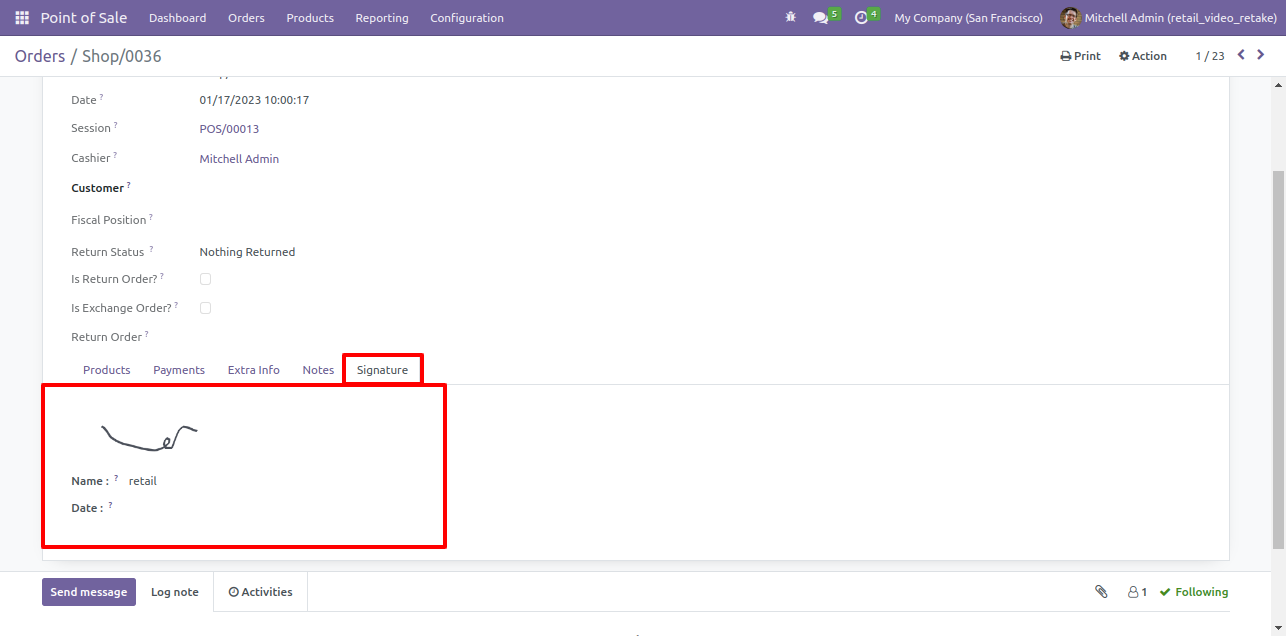 Point of Sale Dashboard Orders Products Reporting Configuration 5 4 My Company (San Francisco) Mitchell Admin (retail_video_retake)
Orders / Shop/0036 Print Action 1 / 23
Date ? 01/17/2023 10:00:17
Session ? POS/00013
Cashier ? Mitchell Admin
Customer ?
Fiscal Position ?
Return Status ? Nothing Returned
Is Return Order? ?
Is Exchange Order? ?
Return Order ?
Products Payments Extra Info Notes Signature
Name : ? retail
Date : ?
Send message Log note Activities 1 Following